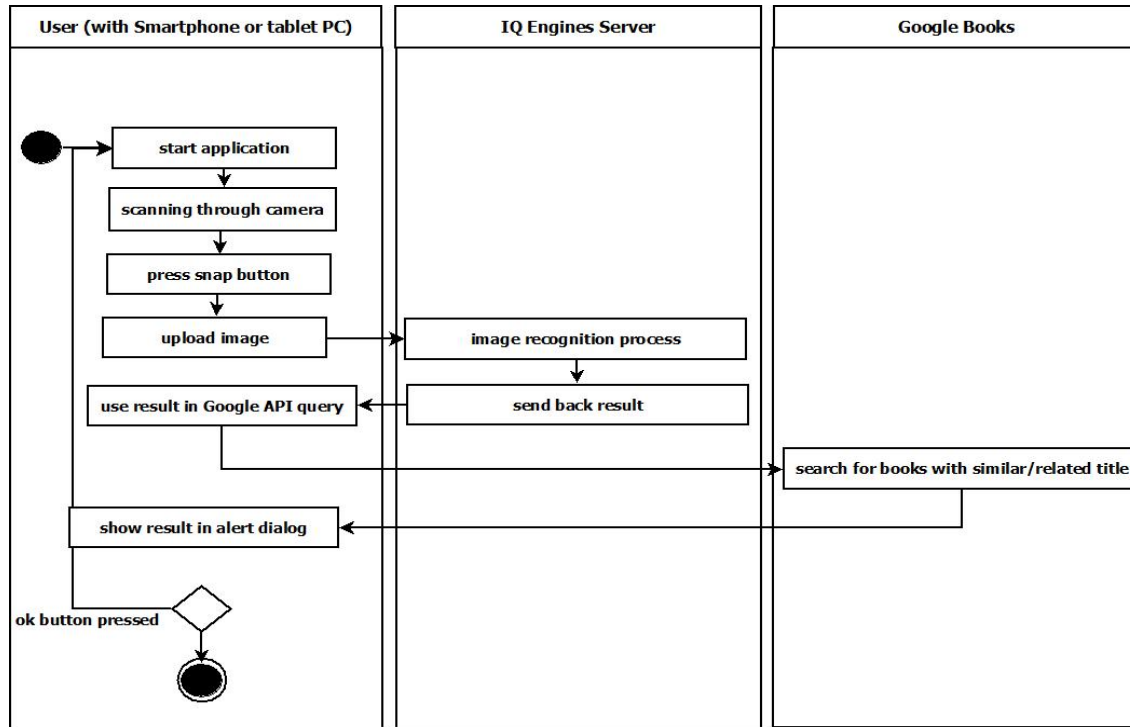 User (with Smartphone or tablet PC)
IQ Engines Server
Google Books
start application
scanning through camera
press snap button
upload image
image recognition process
use result in Google API query
send back result
search for books with similar/related title
show result in alert dialog
ok button pressed